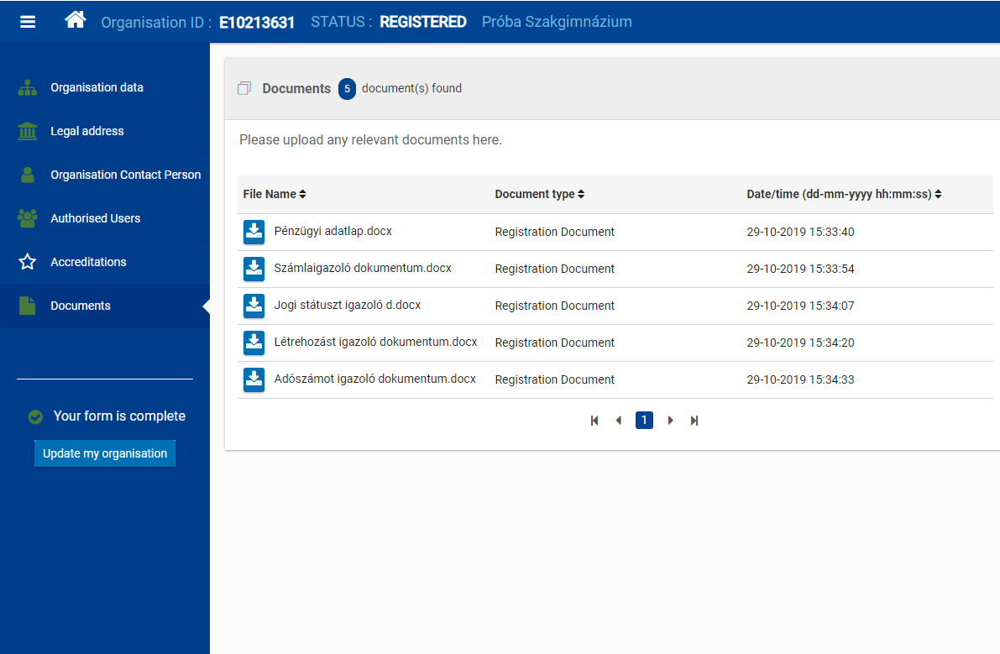 Organisation ID : E10213631 STATUS : REGISTERED Próba Szakgimnázium
Organisation data
Legal address
Organisation Contact Person
Authorised Users
Accreditations
Documents
Your form is complete
Update my organisation
Documents 5 document(s) found
Please upload any relevant documents here.
File Name Document type Date/time (dd-mm-yyyy hh:mm:ss)
Pénzügyi adatlap.docx Registration Document 29-10-2019 15:33:40
Számlaigazoló dokumentum.docx Registration Document 29-10-2019 15:33:54
Jogi státuszt igazoló d.docx Registration Document 29-10-2019 15:34:07
Létrehozást igazoló dokumentum.docx Registration Document 29-10-2019 15:34:20
Adószámot igazoló dokumentum.docx Registration Document 29-10-2019 15:34:33
1